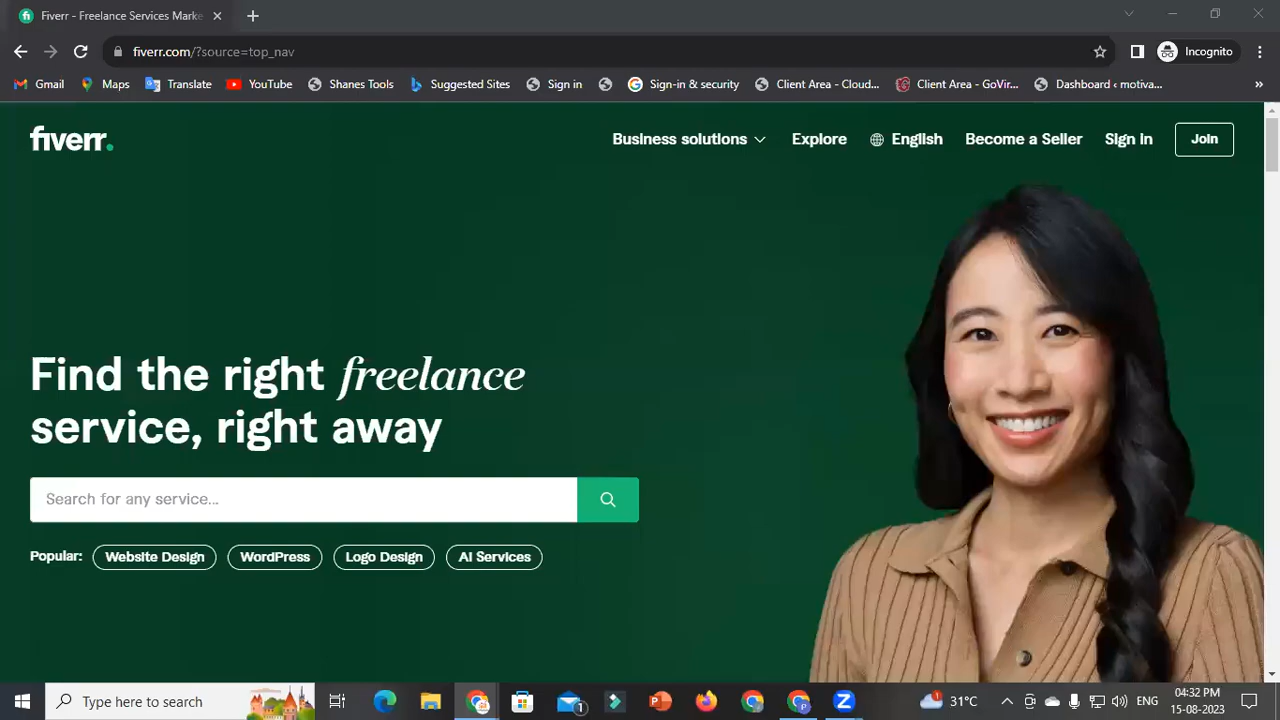 Fiverr - Freelance Services Marke
fiverr.com/?source=top_nav
Incognito
Gmail
Maps
Translate
YouTube
Shanes Tools
Suggested Sites
Sign in
Sign-in & security
Client Area - Cloud...
Client Area - GoVir...
Dashboard ‹ motiva...
»
fiverr.
Business solutions
Explore
English
Become a Seller
Sign in
Join
Find the right freelance
service, right away
Search for any service...
Popular:
Website Design
WordPress
Logo Design
AI Services
Type here to search
1
1
31°C
ENG
04:32 PM
15-08-2023